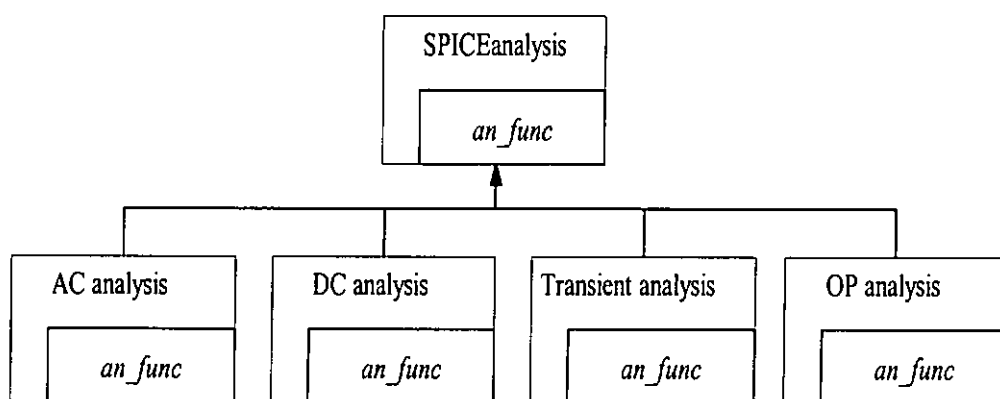 SPICEanalysis
an_func
AC analysis
DC analysis
Transient analysis
OP analysis
an_func
an_func
an_func
an_func